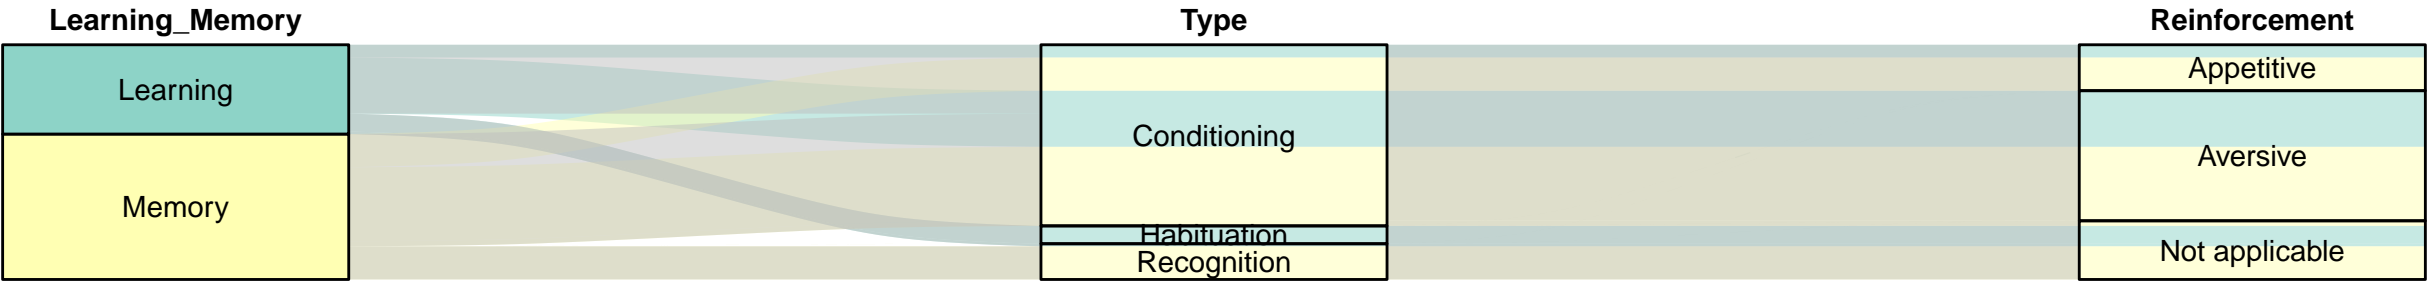 Learning_Memory
Type
Reinforcement
Learning
Memory
Conditioning
Habituation
Recognition
Appetitive
Aversive
Not applicable